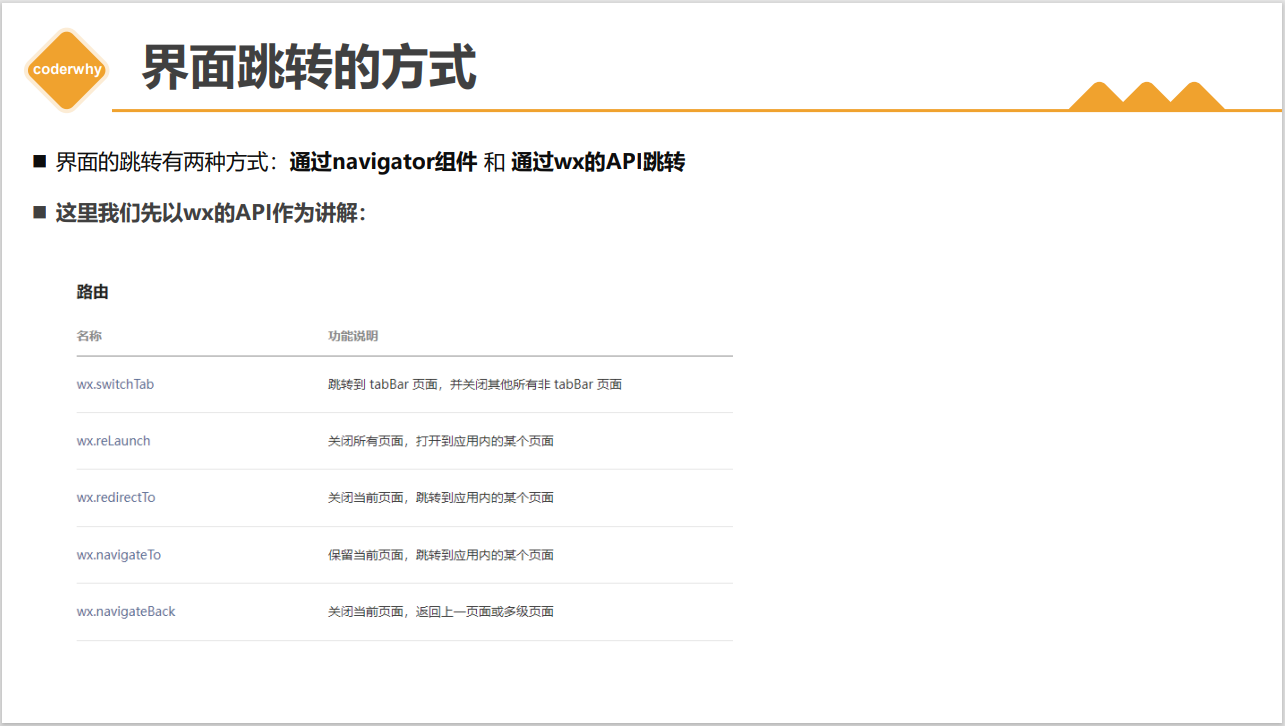 coderwhy
界面跳转的方式
界面的跳转有两种方式：通过navigator组件 和 通过wx的API跳转
这里我们先以wx的API作为讲解：
路由
名称 功能说明
wx.switchTab 跳转到 tabBar 页面，并关闭其他所有非 tabBar 页面
wx.reLaunch 关闭所有页面，打开到应用内的某个页面
wx.redirectTo 关闭当前页面，跳转到应用内的某个页面
wx.navigateTo 保留当前页面，跳转到应用内的某个页面
wx.navigateBack 关闭当前页面，返回上一页面或多级页面